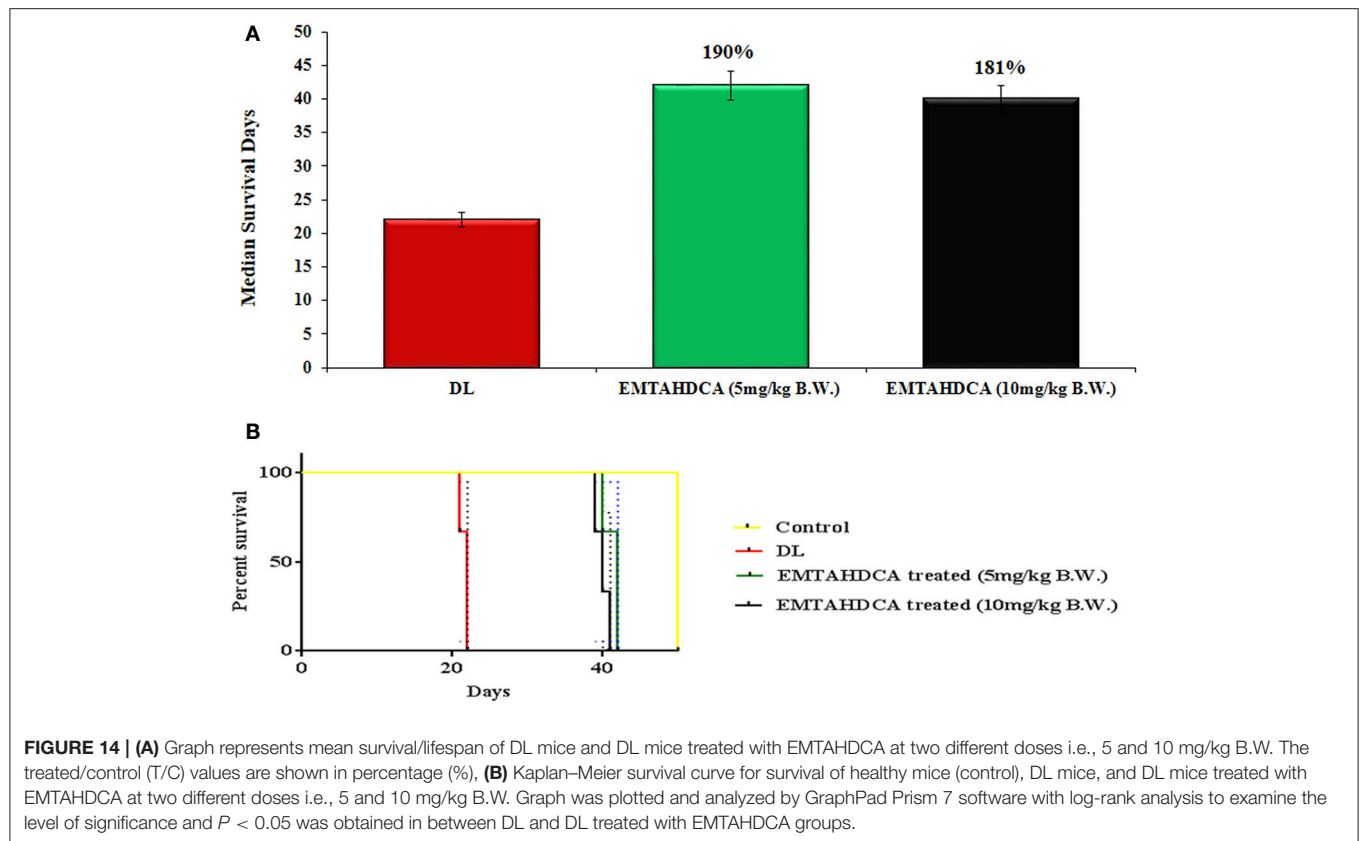 A
50
45
40
35
30
25
20
15
10
5
0
Median Survival Days
190%
181%
DL
EMTAHDCA (5mg/kg B.W.)
EMTAHDCA (10mg/kg B.W.)
B
100
50
0
Percent survival
0
20
40
Days
Control
DL
EMTAHDCA treated (5mg/kg B.W.)
EMTAHDCA treated (10mg/kg B.W.)
FIGURE 14 | (A) Graph represents mean survival/lifespan of DL mice and DL mice treated with EMTAHDCA at two different doses i.e., 5 and 10 mg/kg B.W. The
treated/control (T/C) values are shown in percentage (%), (B) Kaplan–Meier survival curve for survival of healthy mice (control), DL mice, and DL mice treated with
EMTAHDCA at two different doses i.e., 5 and 10 mg/kg B.W. Graph was plotted and analyzed by GraphPad Prism 7 software with log-rank analysis to examine the
level of significance and P < 0.05 was obtained in between DL and DL treated with EMTAHDCA groups.